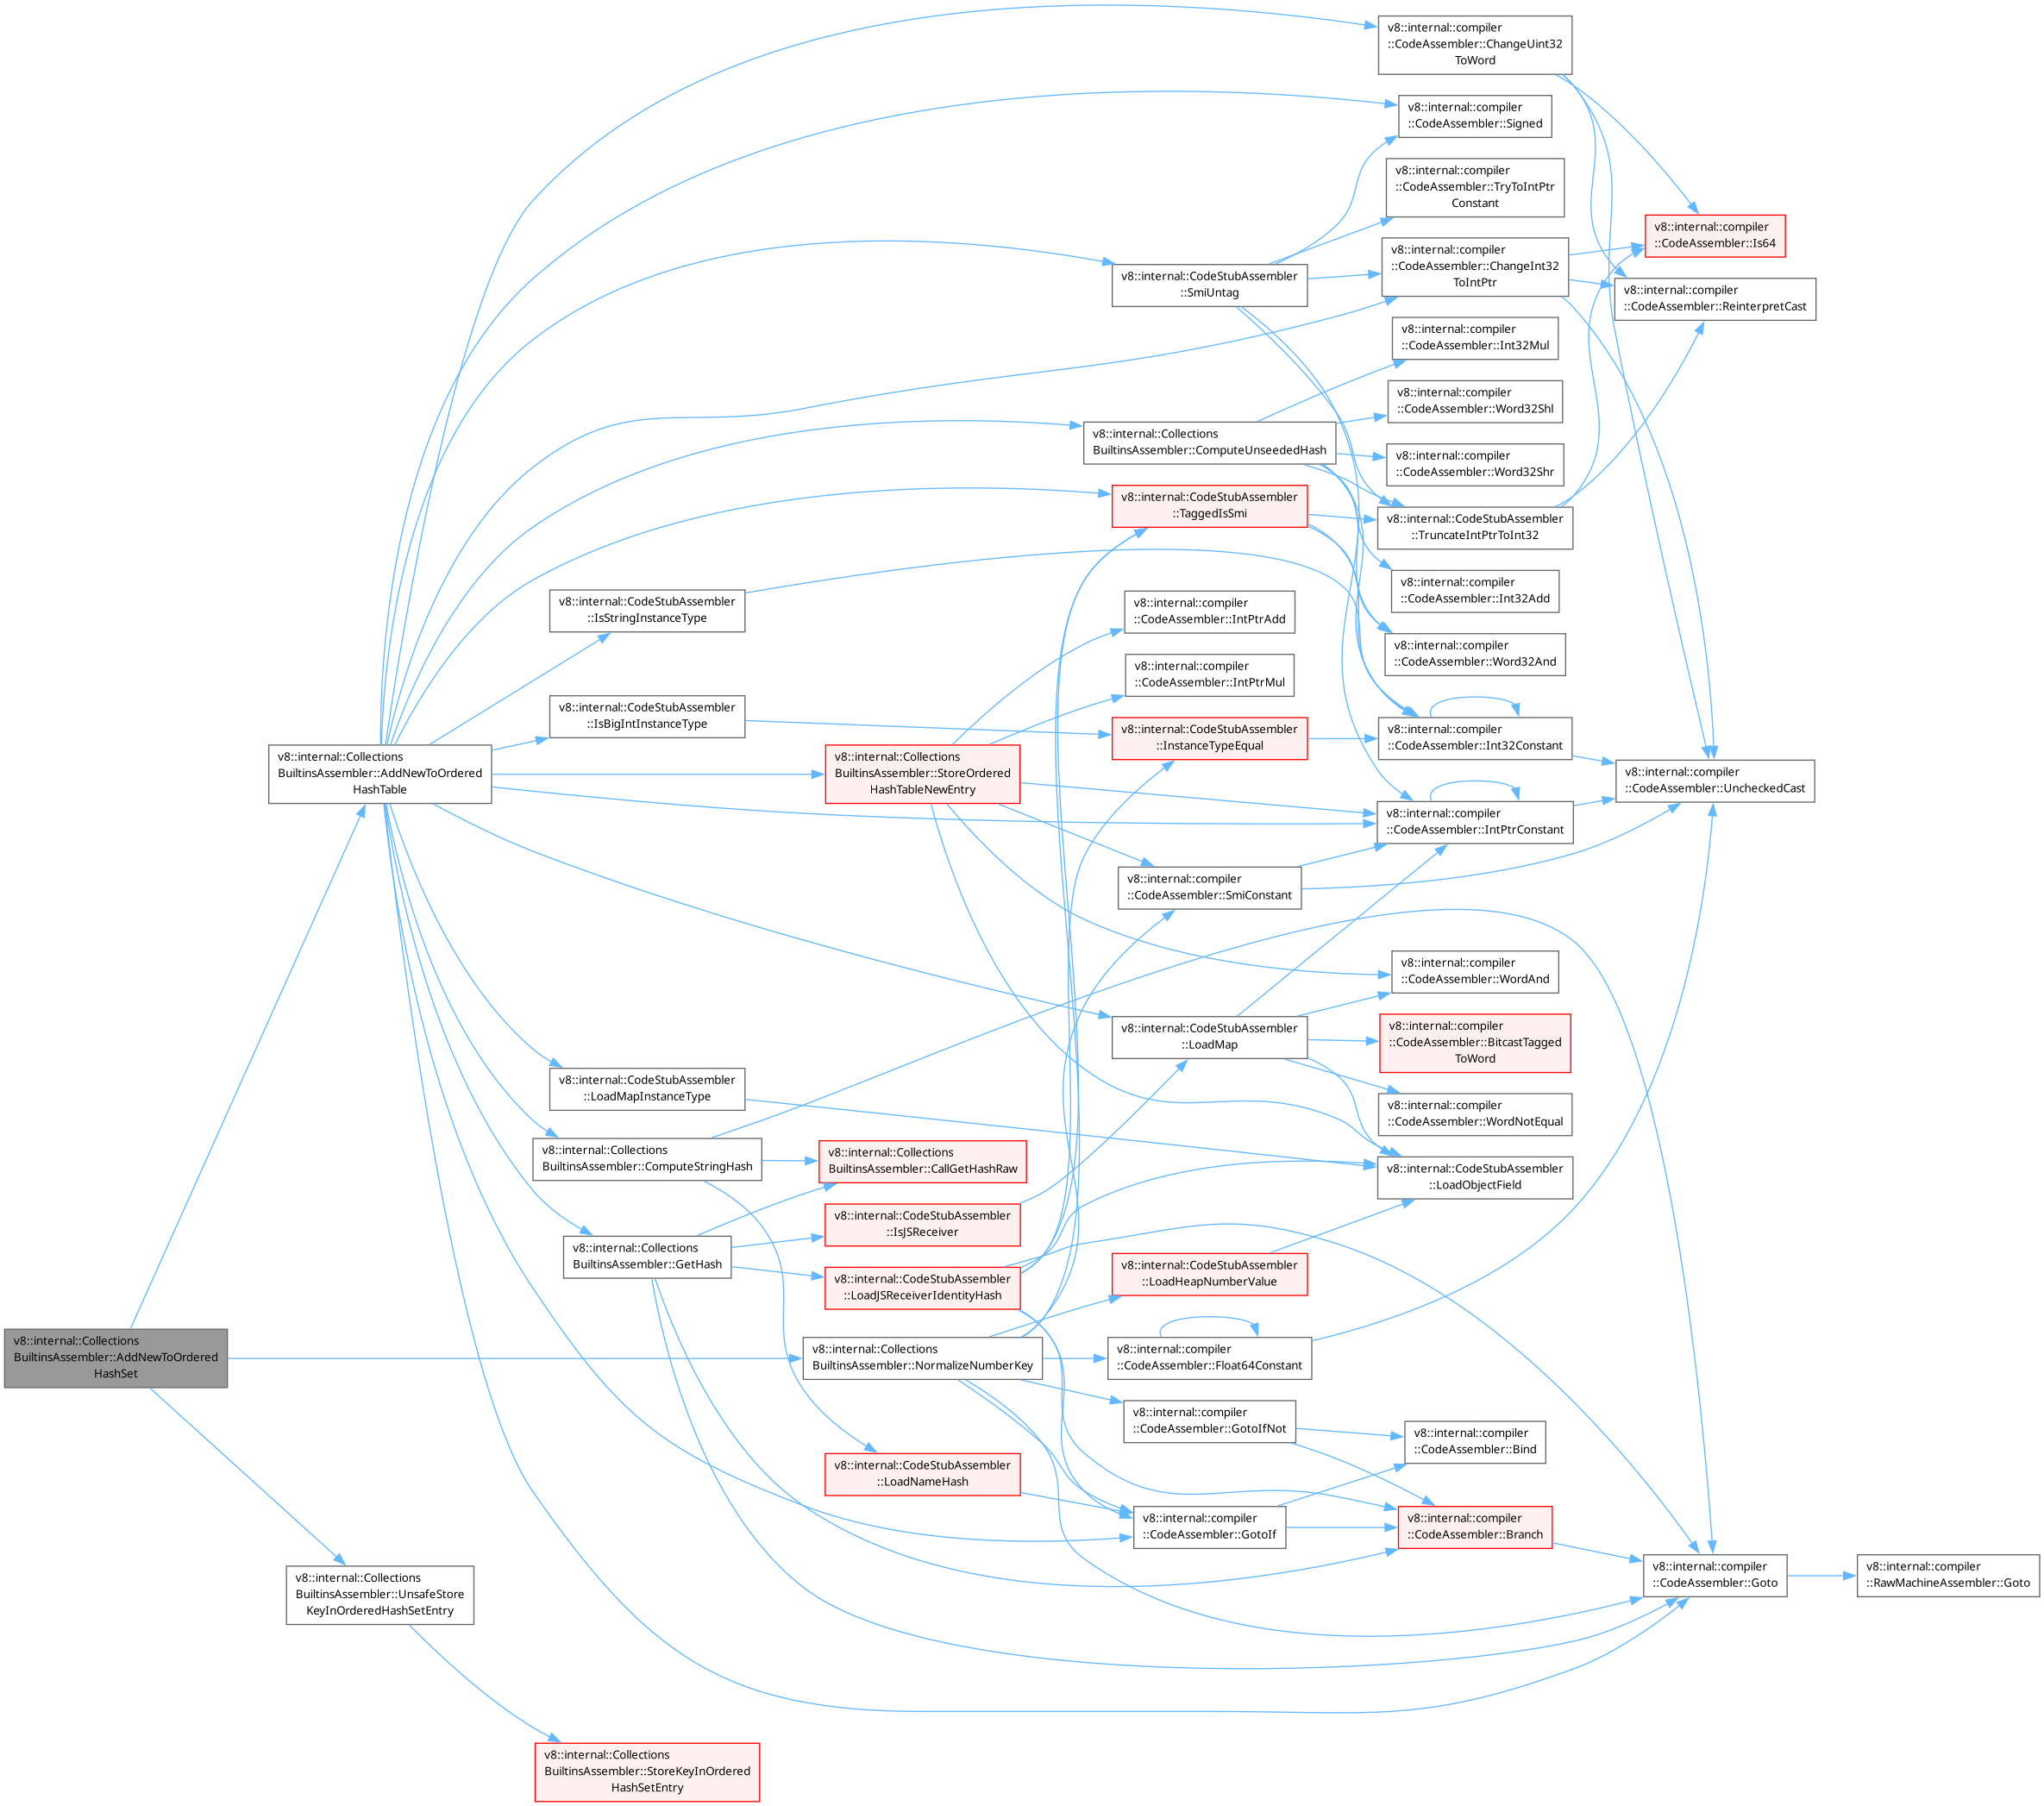 v8::internal::compiler
::CodeAssembler::ChangeUint32
ToWord
v8::internal::compiler
::CodeAssembler::Signed
v8::internal::compiler
::CodeAssembler::TryToIntPtr
Constant
v8::internal::compiler
::CodeAssembler::Is64
v8::internal::CodeStubAssembler
::SmiUntag
v8::internal::compiler
::CodeAssembler::ChangeInt32
ToIntPtr
v8::internal::compiler
::CodeAssembler::ReinterpretCast
v8::internal::compiler
::CodeAssembler::Int32Mul
v8::internal::compiler
::CodeAssembler::Word32Shl
v8::internal::Collections
BuiltinsAssembler::ComputeUnseededHash
v8::internal::compiler
::CodeAssembler::Word32Shr
v8::internal::CodeStubAssembler
::TaggedIsSmi
v8::internal::CodeStubAssembler
::TruncateIntPtrToInt32
v8::internal::CodeStubAssembler
::IsStringInstanceType
v8::internal::compiler
::CodeAssembler::IntPtrAdd
v8::internal::compiler
::CodeAssembler::Int32Add
v8::internal::compiler
::CodeAssembler::IntPtrMul
v8::internal::compiler
::CodeAssembler::Word32And
v8::internal::CodeStubAssembler
::IsBigIntInstanceType
v8::internal::CodeStubAssembler
::InstanceTypeEqual
v8::internal::compiler
::CodeAssembler::Int32Constant
v8::internal::Collections
BuiltinsAssembler::AddNewToOrdered
HashTable
v8::internal::Collections
BuiltinsAssembler::StoreOrdered
HashTableNewEntry
v8::internal::compiler
::CodeAssembler::UncheckedCast
v8::internal::compiler
::CodeAssembler::IntPtrConstant
v8::internal::compiler
::CodeAssembler::SmiConstant
v8::internal::compiler
::CodeAssembler::WordAnd
v8::internal::CodeStubAssembler
::LoadMap
v8::internal::compiler
::CodeAssembler::BitcastTagged
ToWord
v8::internal::CodeStubAssembler
::LoadMapInstanceType
v8::internal::compiler
::CodeAssembler::WordNotEqual
v8::internal::Collections
BuiltinsAssembler::ComputeStringHash
v8::internal::Collections
BuiltinsAssembler::CallGetHashRaw
v8::internal::CodeStubAssembler
::LoadObjectField
v8::internal::CodeStubAssembler
::IsJSReceiver
v8::internal::Collections
BuiltinsAssembler::GetHash
v8::internal::CodeStubAssembler
::LoadJSReceiverIdentityHash
v8::internal::CodeStubAssembler
::LoadHeapNumberValue
v8::internal::Collections
BuiltinsAssembler::AddNewToOrdered
HashSet
v8::internal::Collections
BuiltinsAssembler::NormalizeNumberKey
v8::internal::compiler
::CodeAssembler::Float64Constant
v8::internal::compiler
::CodeAssembler::GotoIfNot
v8::internal::compiler
::CodeAssembler::Bind
v8::internal::CodeStubAssembler
::LoadNameHash
v8::internal::compiler
::CodeAssembler::GotoIf
v8::internal::compiler
::CodeAssembler::Branch
v8::internal::Collections
BuiltinsAssembler::UnsafeStore
KeyInOrderedHashSetEntry
v8::internal::compiler
::CodeAssembler::Goto
v8::internal::compiler
::RawMachineAssembler::Goto
v8::internal::Collections
BuiltinsAssembler::StoreKeyInOrdered
HashSetEntry